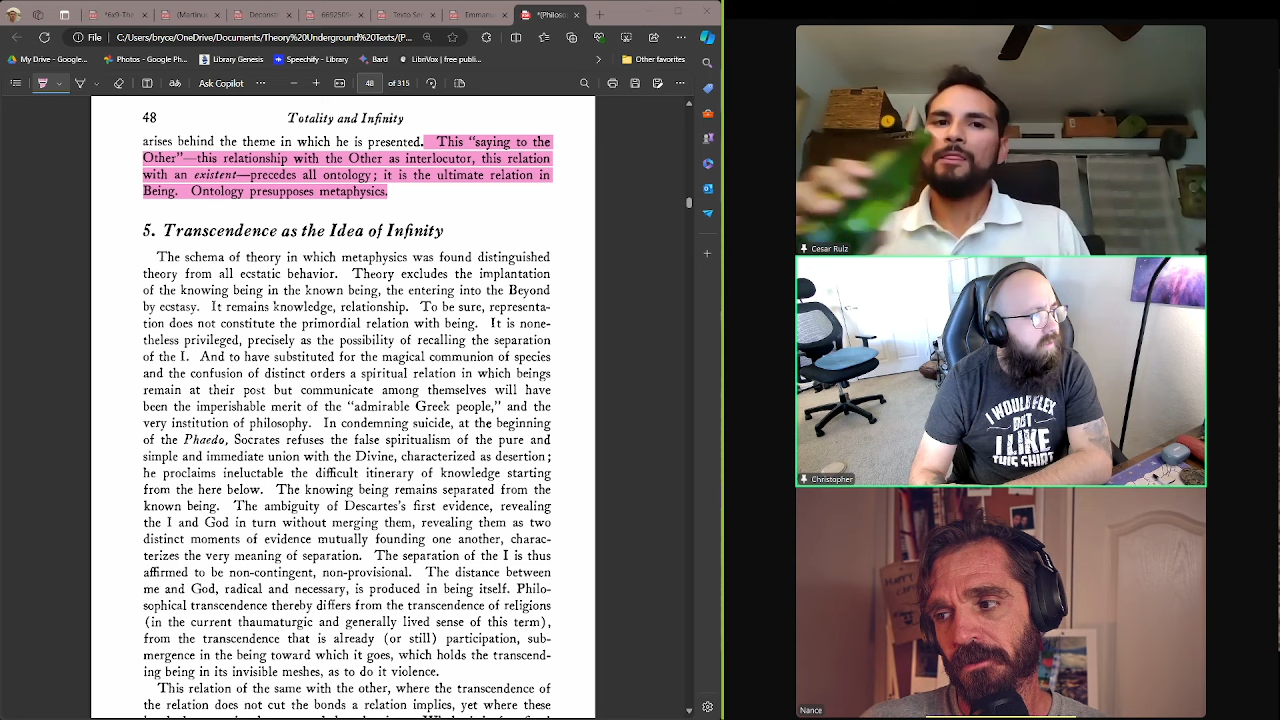 *6x9-The
(Martinu
Deconstr
6692509
Texto Se
Emmanu
*(Philoso
File
C:/Users/bryce/OneDrive/Documents/Theory%20Underground%20Texts/(P...
My Drive - Google...
Photos - Google Ph...
Library Genesis
Speechify - Library
Bard
LibriVox | free publi...
Other favorites
Ask Copilot
48 of 315
48
Totality and Infinity
arises behind the theme in which he is presented. This “saying to the
Other”—this relationship with the Other as interlocutor, this relation
with an existent—precedes all ontology; it is the ultimate relation in
Being. Ontology presupposes metaphysics.
5. Transcendence as the Idea of Infinity
The schema of theory in which metaphysics was found distinguished
theory from all ecstatic behavior. Theory excludes the implantation
of the knowing being in the known being, the entering into the Beyond
by ecstasy. It remains knowledge, relationship. To be sure, representa-
tion does not constitute the primordial relation with being. It is none-
theless privileged, precisely as the possibility of recalling the separation
of the I. And to have substituted for the magical communion of species
and the confusion of distinct orders a spiritual relation in which beings
remain at their post but communicate among themselves will have
been the imperishable merit of the “admirable Greek people,” and the
very institution of philosophy. In condemning suicide, at the beginning
of the Phaedo, Socrates refuses the false spiritualism of the pure and
simple and immediate union with the Divine, characterized as desertion;
he proclaims ineluctable the difficult itinerary of knowledge starting
from the here below. The knowing being remains separated from the
known being. The ambiguity of Descartes’s first evidence, revealing
the I and God in turn without merging them, revealing them as two
distinct moments of evidence mutually founding one another, charac-
terizes the very meaning of separation. The separation of the I is thus
affirmed to be non-contingent, non-provisional. The distance between
me and God, radical and necessary, is produced in being itself. Philo-
sophical transcendence thereby differs from the transcendence of religions
(in the current thaumaturgic and generally lived sense of this term),
from the transcendence that is already (or still) participation, sub-
mergence in the being toward which it goes, which holds the transcend-
ing being in its invisible meshes, as to do it violence.
This relation of the same with the other, where the transcendence of
the relation does not cut the bonds a relation implies, yet where these
Cesar Ruiz
I WOULD FLEX
BUT
I LIKE
THIS SHIRT
Christopher
Nance